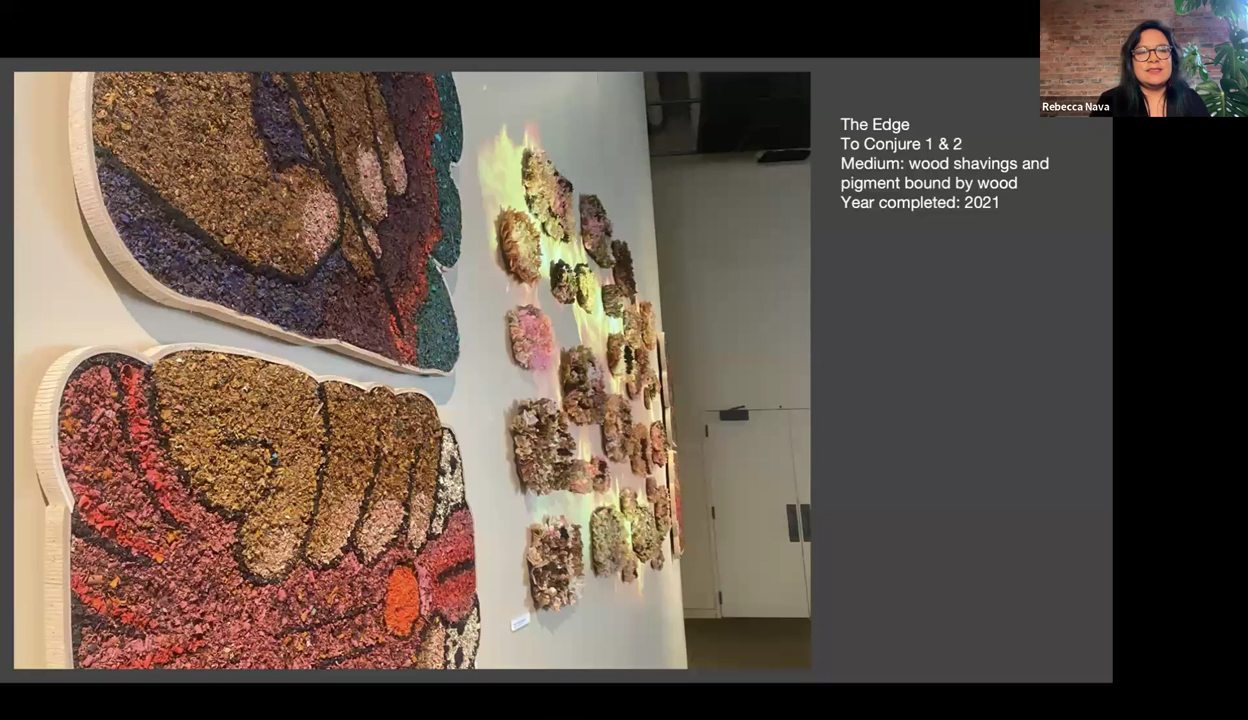 Rebecca Nava
The Edge
To Conjure 1 & 2
Medium: wood shavings and
pigment bound by wood
Year completed: 2021